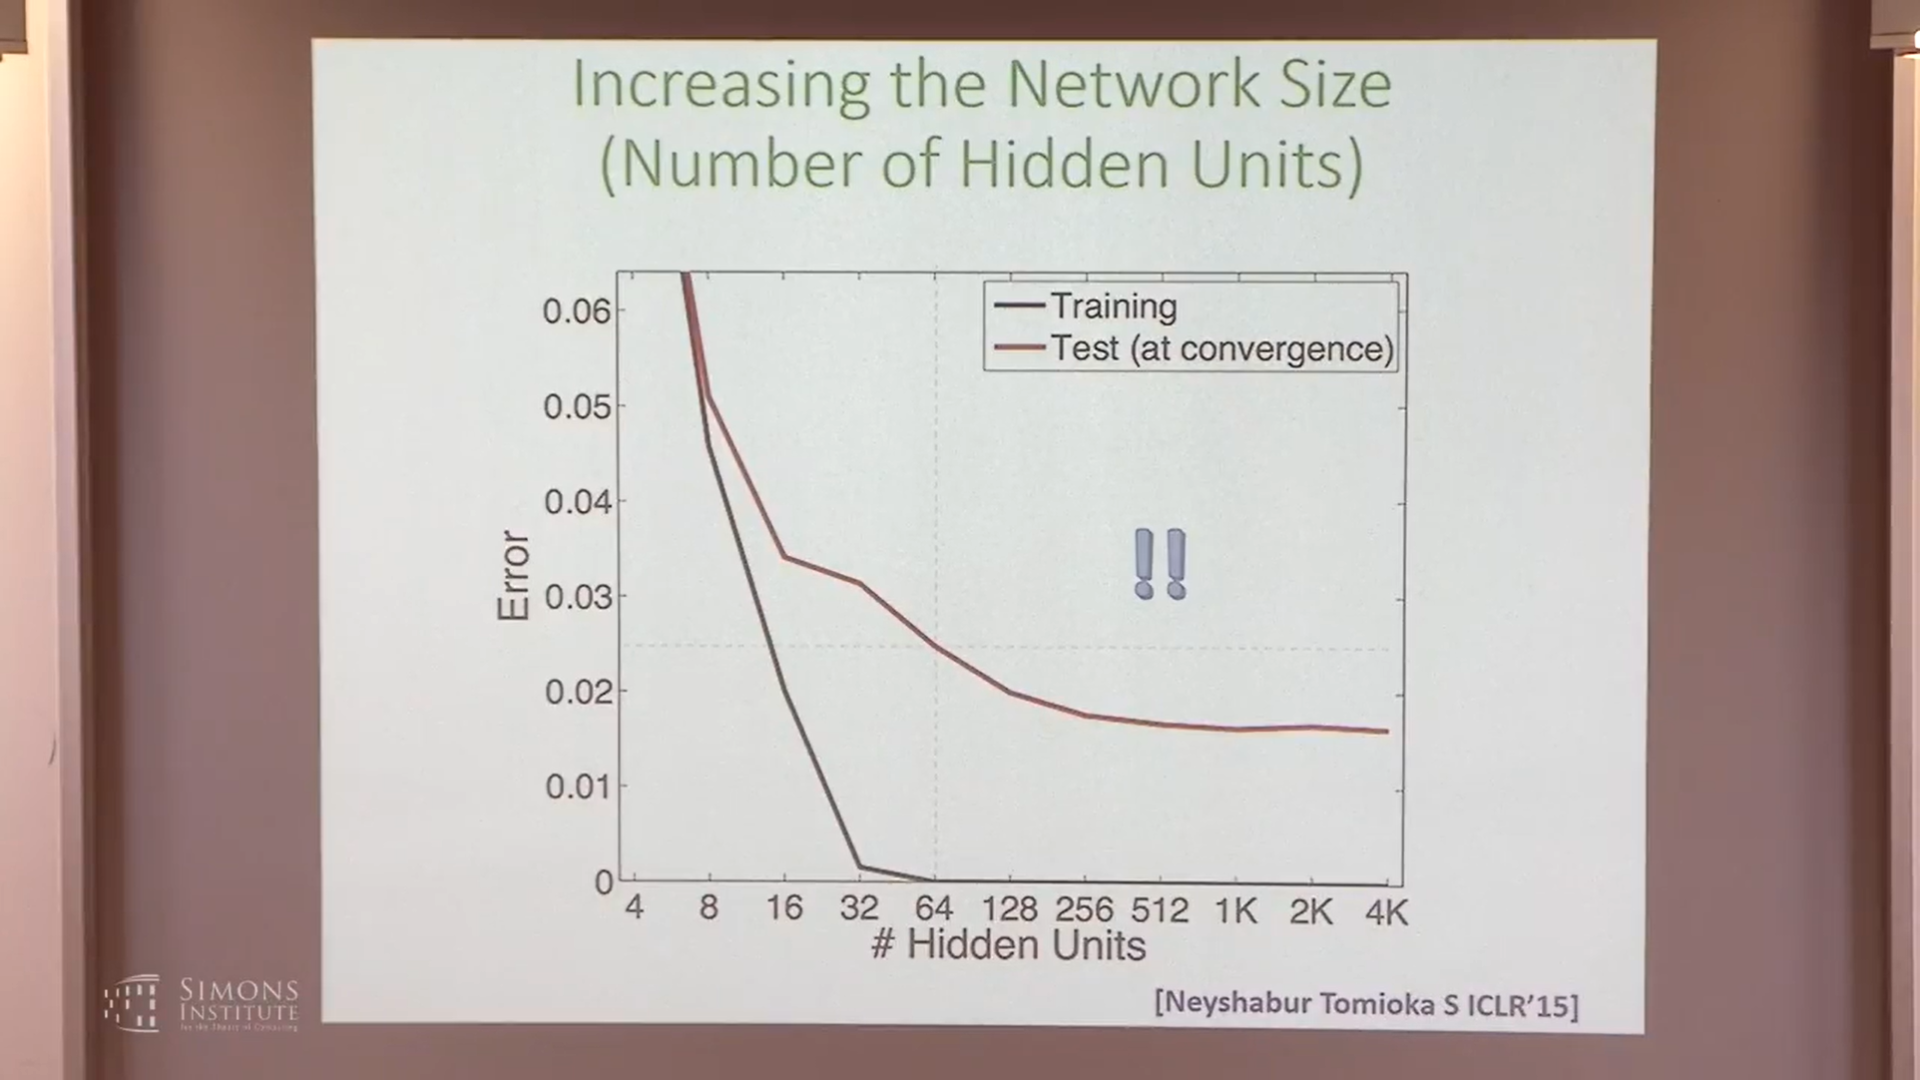 Increasing the Network Size
(Number of Hidden Units)
Training
Test (at convergence)
0.06
0.05
0.04
0.03
0.02
0.01
0
Error
!!
4 8 16 32 64 128 256 512 1K 2K 4K
# Hidden Units
[Neyshabur Tomioka S ICLR'15]
SIMONS
INSTITUTE
for the Theory of Computing